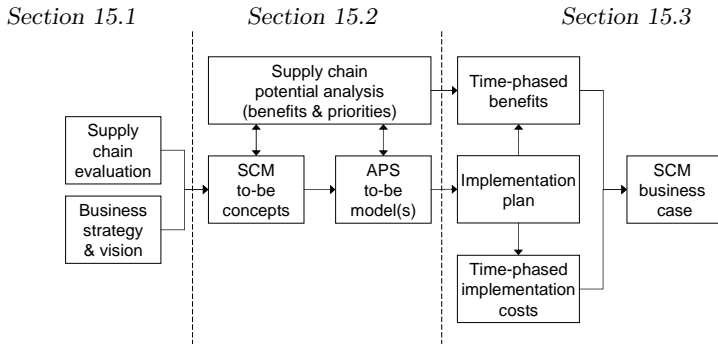 Section 15.1
Section 15.2
Section 15.3
Supply chain
potential analysis
(benefits & priorities)
Time-phased
benefits
Supply
chain
evaluation
SCM
to-be
concepts
APS
to-be
model(s)
Implementation
plan
SCM
business
case
Business
strategy
& vision
Time-phased
implementation
costs